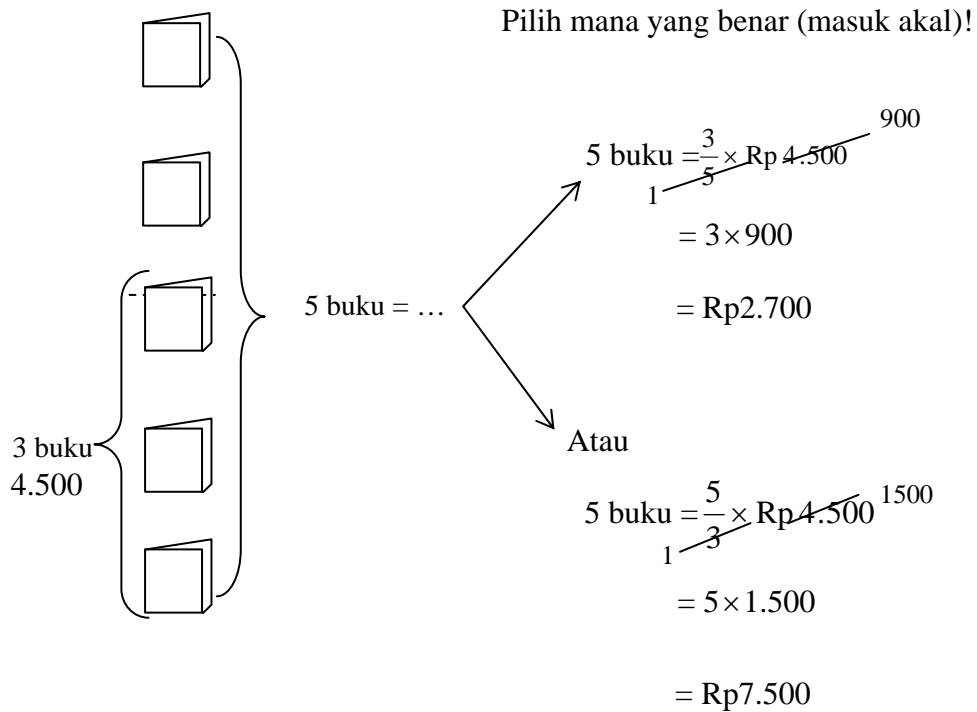 Pilih mana yang benar (masuk akal)!
3 buku
4.500
5 buku = …
5 buku = 3/5 × Rp 4.500 900
1
= 3 × 900
= Rp2.700
Atau
5 buku = 5/3 × Rp 4.500 1500
1
= 5 × 1.500
= Rp7.500